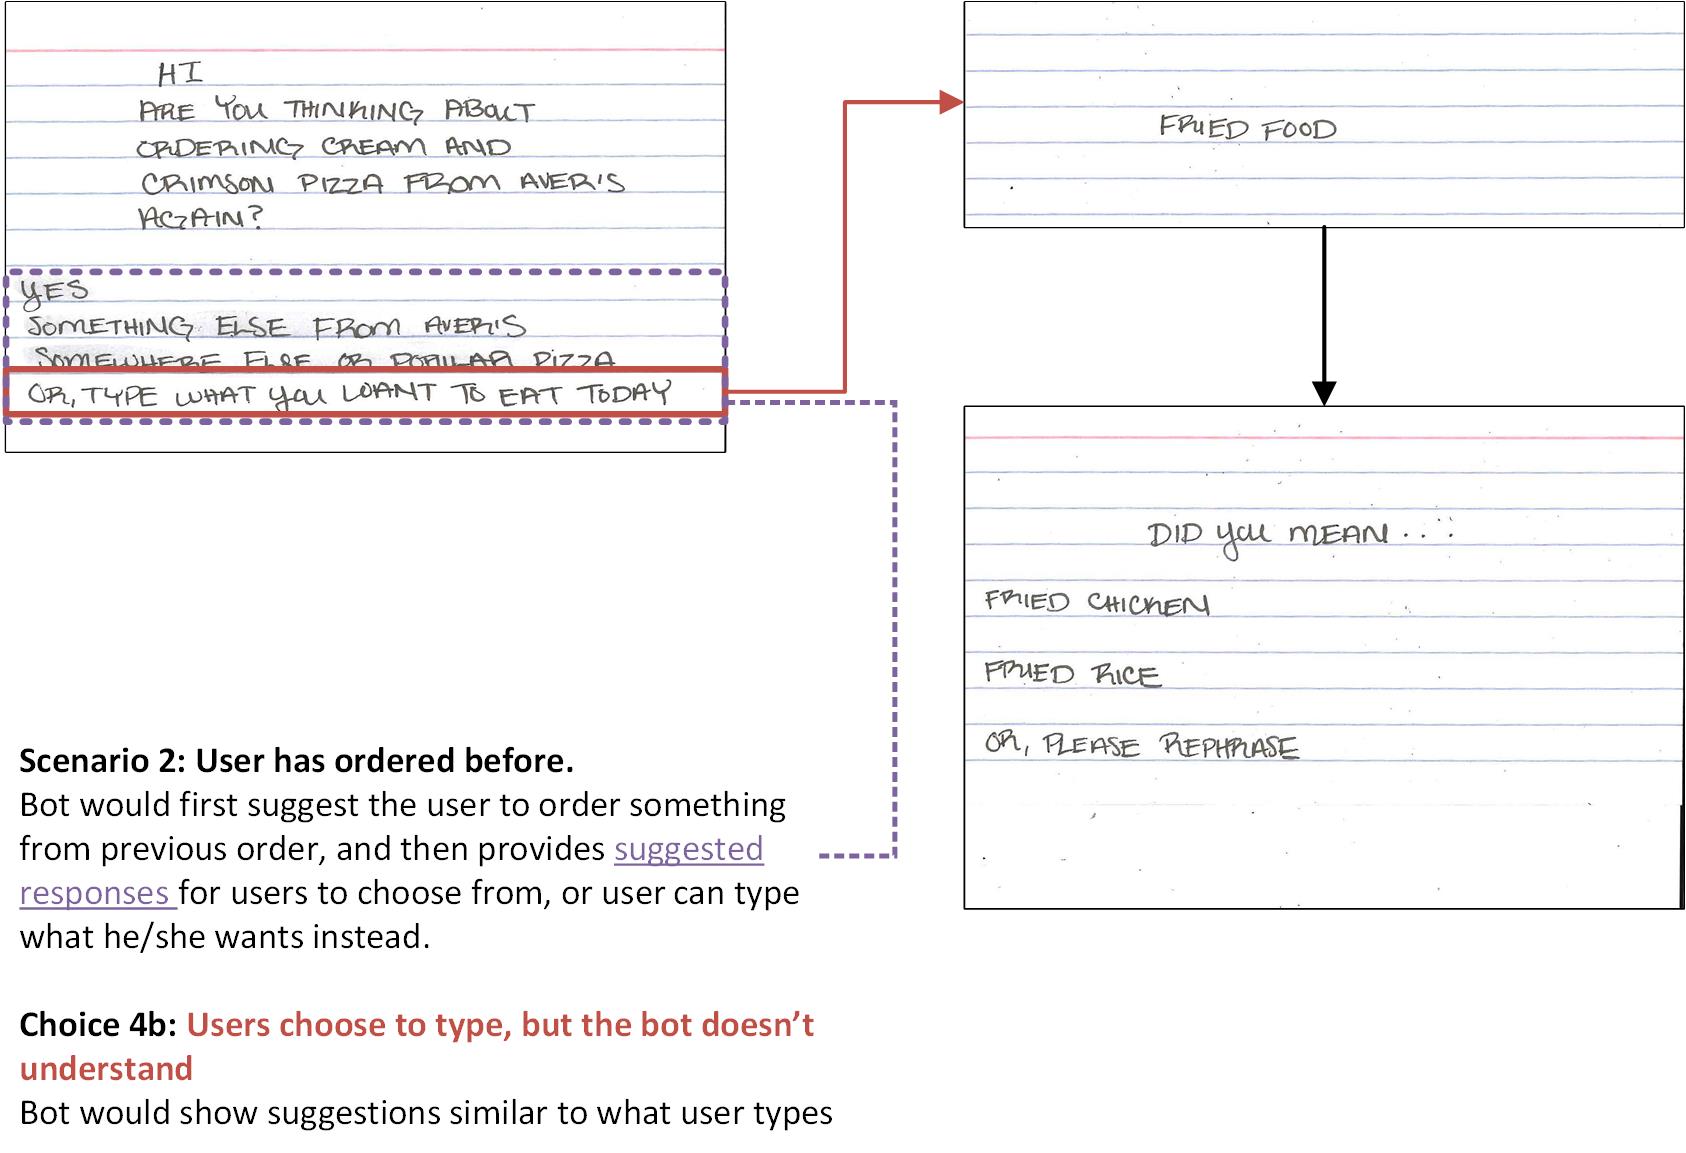 HI
ARE YOU THINKING ABOUT
ORDERING CREAM AND
CRIMSON PIZZA FROM AVER'S
AGAIN?
YES
SOMETHING ELSE FROM AVER'S
SOMEWHERE ELSE OR POPULAR PIZZA
OR, TYPE WHAT YOU WANT TO EAT TODAY
FRIED FOOD
DID YOU MEAN...
FRIED CHICKEN
FRIED RICE
OR, PLEASE REPHRASE
Scenario 2: User has ordered before.
Bot would first suggest the user to order something
from previous order, and then provides suggested
responses for users to choose from, or user can type
what he/she wants instead.
Choice 4b: Users choose to type, but the bot doesn't
understand
Bot would show suggestions similar to what user types